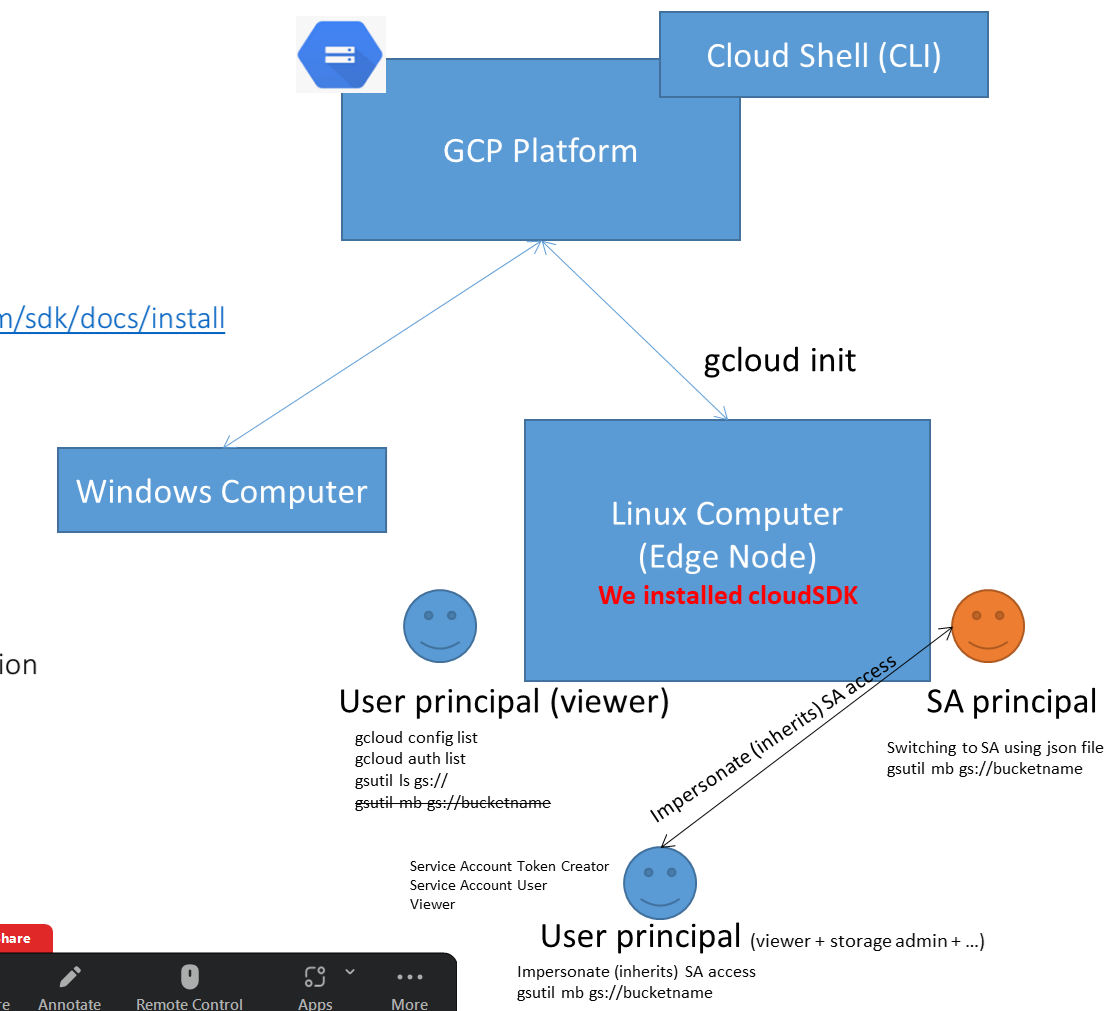 Cloud Shell (CLI)
GCP Platform
m/sdk/docs/install
gcloud init
Windows Computer
Linux Computer
(Edge Node)
We installed cloudSDK
ion
User principal (viewer)
gcloud config list
gcloud auth list
gsutil ls gs://
gsutil mb gs://bucketname
Impersonate (inherits) SA access
SA principal
Switching to SA using json file
gsutil mb gs://bucketname
Service Account Token Creator
Service Account User
Viewer
User principal (viewer + storage admin + ...)
Impersonate (inherits) SA access
gsutil mb gs://bucketname
hare
re
Annotate
Remote Control
Apps
More